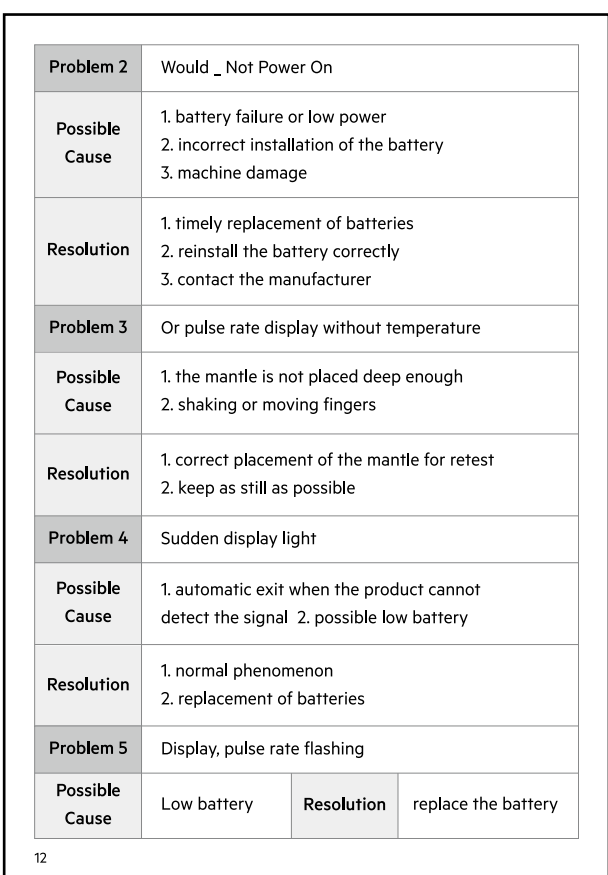 Problem 2
Would _ Not Power On
Possible
Cause
1. battery failure or low power
2. incorrect installation of the battery
3. machine damage
Resolution
1. timely replacement of batteries
2. reinstall the battery correctly
3. contact the manufacturer
Problem 3
Or pulse rate display without temperature
Possible
Cause
1. the mantle is not placed deep enough
2. shaking or moving fingers
Resolution
1. correct placement of the mantle for retest
2. keep as still as possible
Problem 4
Sudden display light
Possible
Cause
1. automatic exit when the product cannot
detect the signal 2. possible low battery
Resolution
1. normal phenomenon
2. replacement of batteries
Problem 5
Display, pulse rate flashing
Possible
Cause
Low battery
Resolution
replace the battery
12